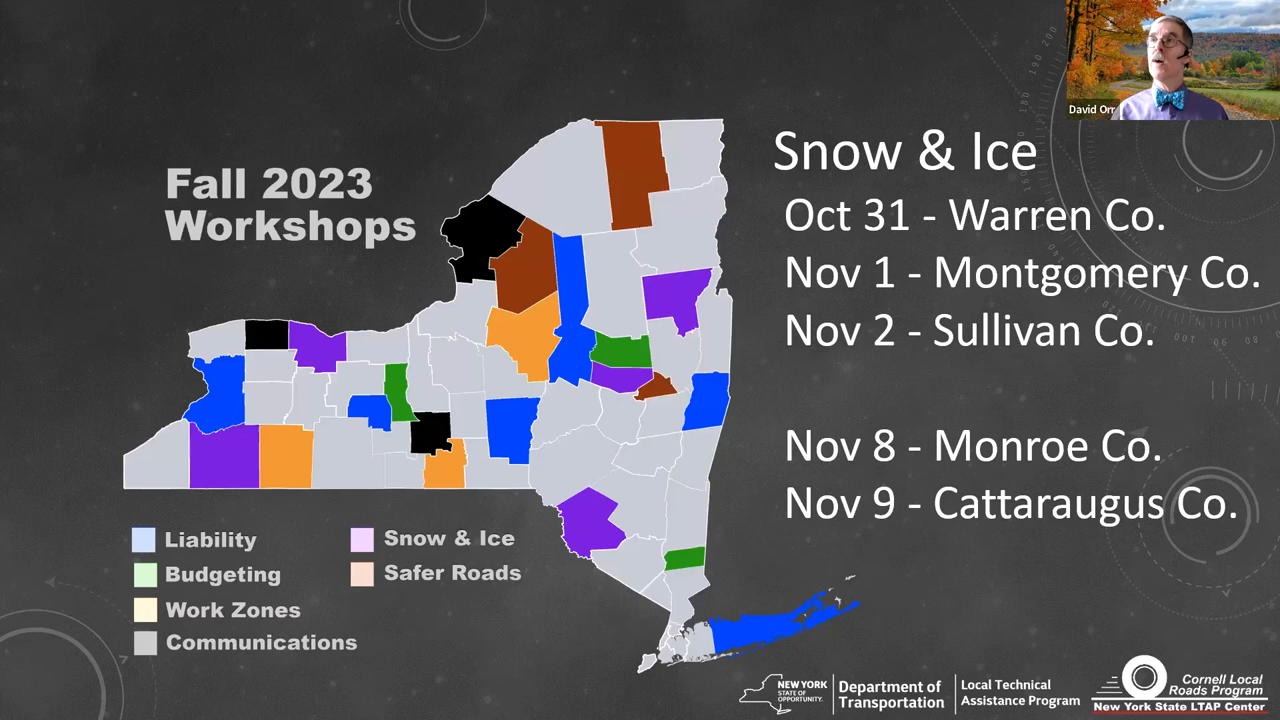 David Orr
Fall 2023
Workshops
Snow & Ice
Oct 31 - Warren Co.
Nov 1 - Montgomery Co.
Nov 2 - Sullivan Co.
Nov 8 - Monroe Co.
Nov 9 - Cattaraugus Co.
Liability
Budgeting
Work Zones
Communications
Snow & Ice
Safer Roads
NEW YORK
STATE OF
OPPORTUNITY.
Department of
Transportation
Local Technical
Assistance Program
Cornell Local
Roads Program
New York State LTAP Center